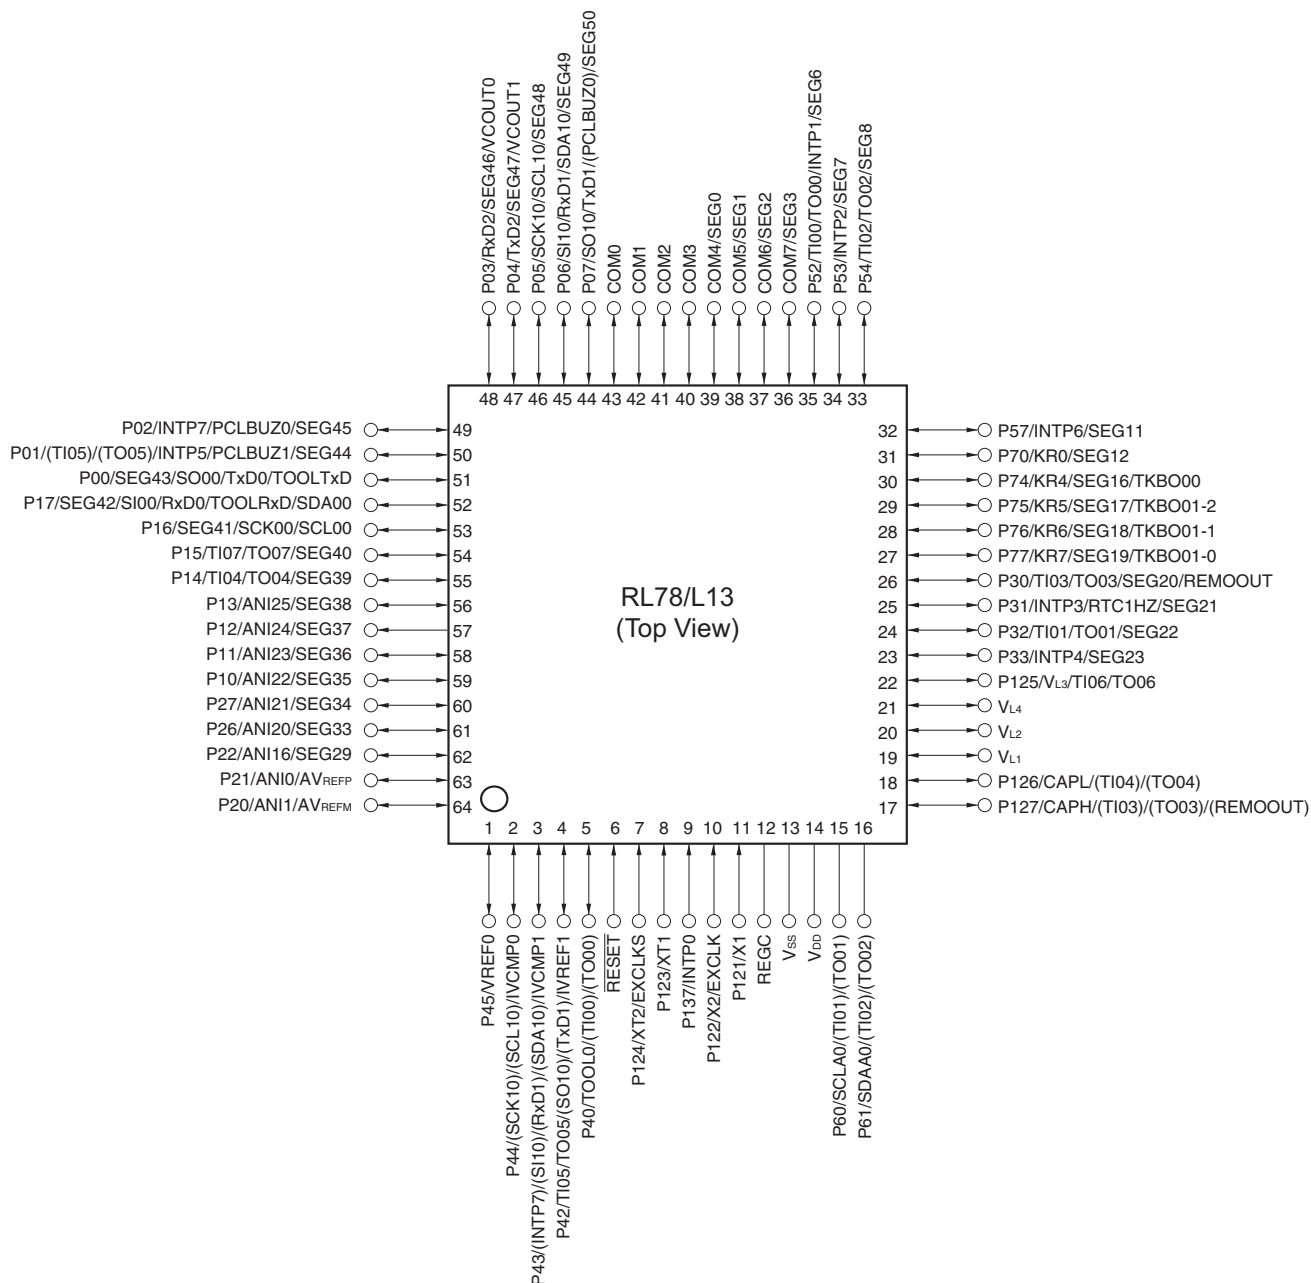 P03/RxD2/SEG46/VCOUT0
P04/TxD2/SEG47/VCOUT1
P05/SCK10/SCL10/SEG48
P06/SI10/RxD1/SDA10/SEG49
P07/SO10/TxD1/(PCLBUZ0)/SEG50
COM0
COM1
COM2
COM3
COM4/SEG0
COM5/SEG1
COM6/SEG2
COM7/SEG3
P52/TI00/TO00/INTP1/SEG6
P53/INTP2/SEG7
P54/TI02/TO02/SEG8
48 47 46 45 44 43 42 41 40 39 38 37 36 35 34 33
P02/INTP7/PCLBUZ0/SEG45 49
P01/(TI05)/(TO05)/INTP5/PCLBUZ1/SEG44 50
P00/SEG43/SO00/TxD0/TOOLTxD 51
P17/SEG42/SI00/RxD0/TOOLRxD/SDA00 52
P16/SEG41/SCK00/SCL00 53
P15/TI07/TO07/SEG40 54
P14/TI04/TO04/SEG39 55
P13/ANI25/SEG38 56
P12/ANI24/SEG37 57
P11/ANI23/SEG36 58
P10/ANI22/SEG35 59
P27/ANI21/SEG34 60
P26/ANI20/SEG33 61
P22/ANI16/SEG29 62
P21/ANI0/AVREFP 63
P20/ANI1/AVREFM 64
RL78/L13
(Top View)
32 P57/INTP6/SEG11
31 P70/KR0/SEG12
30 P74/KR4/SEG16/TKBO00
29 P75/KR5/SEG17/TKBO01-2
28 P76/KR6/SEG18/TKBO01-1
27 P77/KR7/SEG19/TKBO01-0
26 P30/TI03/TO03/SEG20/REMOOUT
25 P31/INTP3/RTC1HZ/SEG21
24 P32/TI01/TO01/SEG22
23 P33/INTP4/SEG23
22 P125/VL3/TI06/TO06
21 VL4
20 VL2
19 VL1
18 P126/CAPL/(TI04)/(TO04)
17 P127/CAPH/(TI03)/(TO03)/(REMOOUT)
1 2 3 4 5 6 7 8 9 10 11 12 13 14 15 16
P45/VREF0
P44/(SCK10)/(SCL10)/IVCMP0
P43/(INTP7)/(SI10)/(RxD1)/(SDA10)/IVCMP1
P42/TI05/TO05/(SO10)/(TxD1)/IVREF1
P40/TOOL0/(TI00)/(TO00)
RESET
P124/XT2/EXCLKS
P123/XT1
P137/INTP0
P122/X2/EXCLK
P121/X1
REGC
VSS
VDD
P60/SCLA0/(TI01)/(TO01)
P61/SDAA0/(TI02)/(TO02)